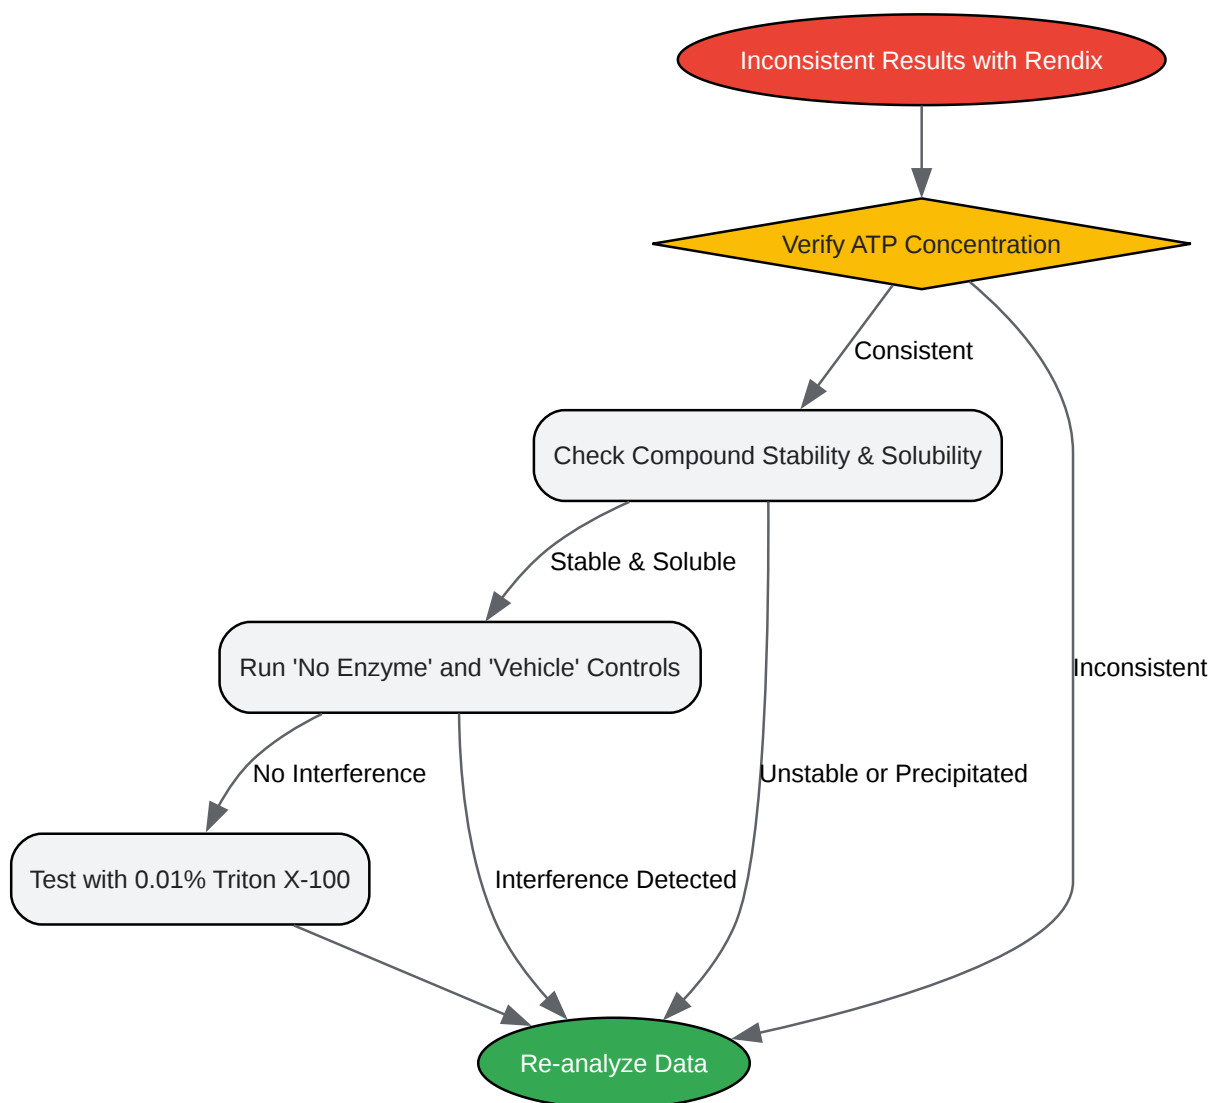 Inconsistent Results with Rendix
Verify ATP Concentration
Consistent
Check Compound Stability & Solubility
Stable & Soluble
Run 'No Enzyme' and 'Vehicle' Controls
Inconsistent
No Interference
Unstable or Precipitated
Test with 0.01% Triton X-100
Interference Detected
Re-analyze Data